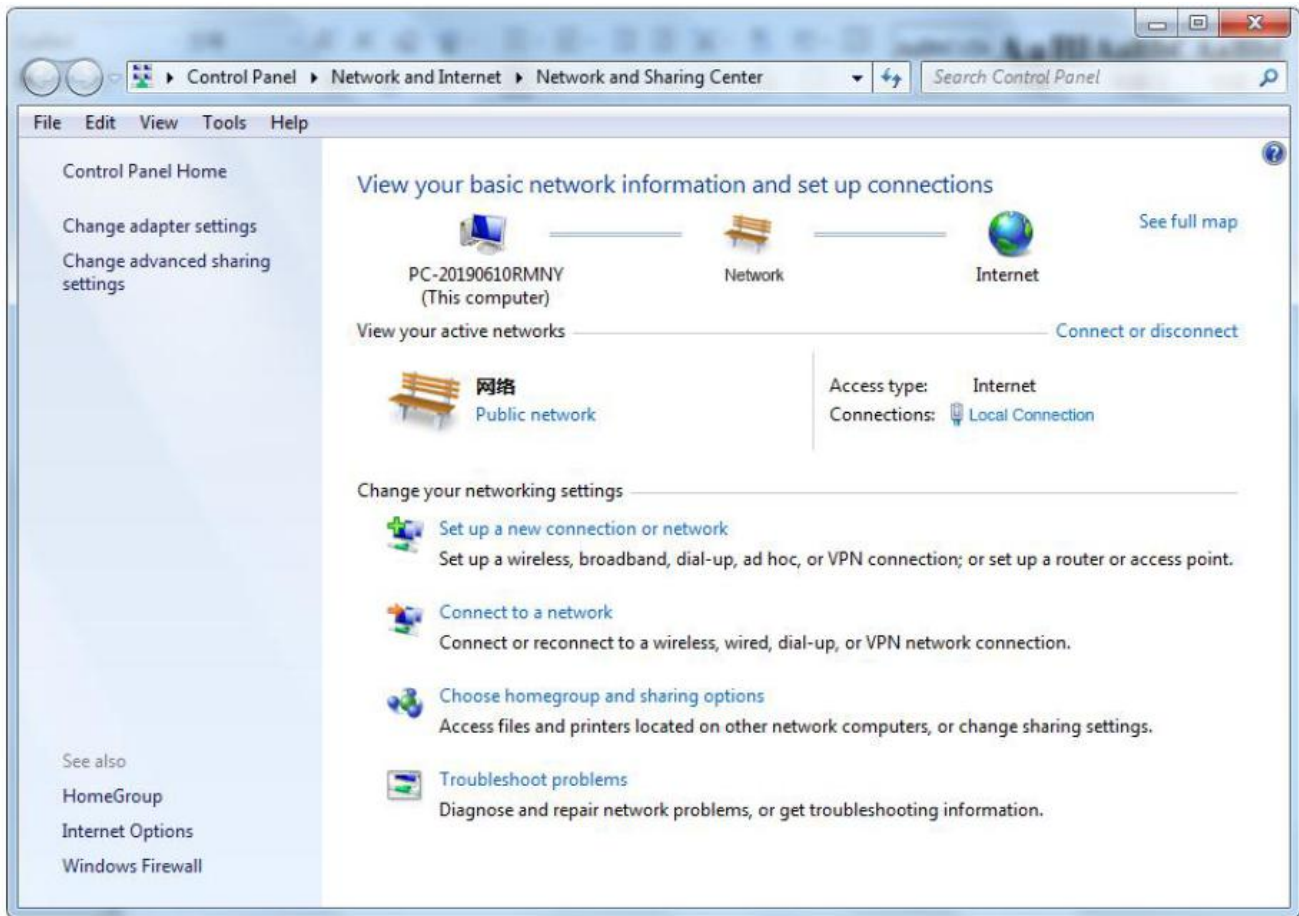 Control Panel ▸ Network and Internet ▸ Network and Sharing Center
Search Control Panel
File Edit View Tools Help
Control Panel Home
Change adapter settings
Change advanced sharing
settings
View your basic network information and set up connections
See full map
PC-20190610RMNY
(This computer)
Network
Internet
View your active networks
Connect or disconnect
网络
Public network
Access type: Internet
Connections: Local Connection
Change your networking settings
Set up a new connection or network
Set up a wireless, broadband, dial-up, ad hoc, or VPN connection; or set up a router or access point.
Connect to a network
Connect or reconnect to a wireless, wired, dial-up, or VPN network connection.
Choose homegroup and sharing options
Access files and printers located on other network computers, or change sharing settings.
Troubleshoot problems
Diagnose and repair network problems, or get troubleshooting information.
See also
HomeGroup
Internet Options
Windows Firewall